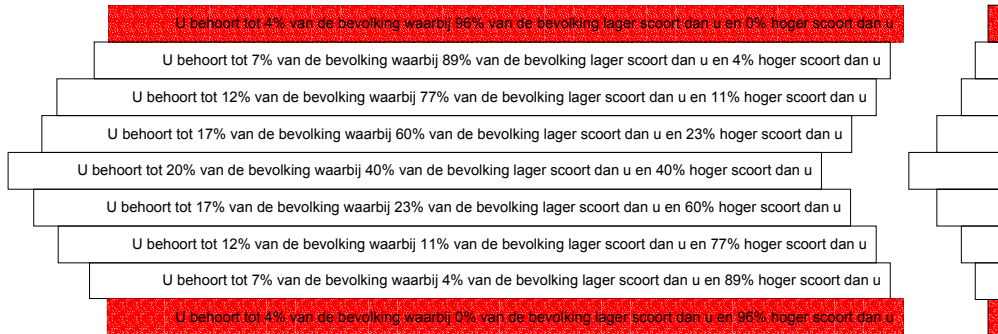 U behoort tot 4% van de bevolking waarbij 96% van de bevolking lager scoort dan u en 0% hoger scoort dan u
U behoort tot 7% van de bevolking waarbij 89% van de bevolking lager scoort dan u en 4% hoger scoort dan u
U behoort tot 12% van de bevolking waarbij 77% van de bevolking lager scoort dan u en 11% hoger scoort dan u
U behoort tot 17% van de bevolking waarbij 60% van de bevolking lager scoort dan u en 23% hoger scoort dan u
U behoort tot 20% van de bevolking waarbij 40% van de bevolking lager scoort dan u en 40% hoger scoort dan u
U behoort tot 17% van de bevolking waarbij 23% van de bevolking lager scoort dan u en 60% hoger scoort dan u
U behoort tot 12% van de bevolking waarbij 11% van de bevolking lager scoort dan u en 77% hoger scoort dan u
U behoort tot 7% van de bevolking waarbij 4% van de bevolking lager scoort dan u en 89% hoger scoort dan u
U behoort tot 4% van de bevolking waarbij 0% van de bevolking lager scoort dan u en 96% hoger scoort dan u